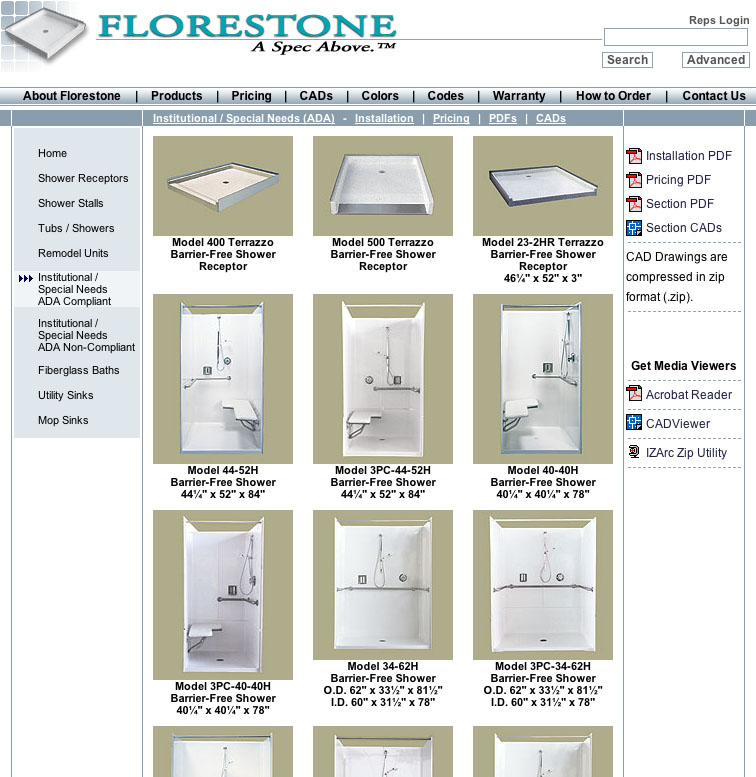 FLORESTONE
A Spec Above.™
Reps Login
Search
Advanced
About Florestone | Products | Pricing | CADs | Colors | Codes | Warranty | How to Order | Contact Us
Institutional / Special Needs (ADA) - Installation | Pricing | PDFs | CADs
Home
Shower Receptors
Shower Stalls
Tubs / Showers
Remodel Units
Institutional /
Special Needs
ADA Compliant
Institutional /
Special Needs
ADA Non-Compliant
Fiberglass Baths
Utility Sinks
Mop Sinks
Model 400 Terrazzo
Barrier-Free Shower
Receptor
Model 500 Terrazzo
Barrier-Free Shower
Receptor
Model 23-2HR Terrazzo
Barrier-Free Shower
Receptor
46¼" x 52" x 3"
Model 44-52H
Barrier-Free Shower
44¼" x 52" x 84"
Model 3PC-44-52H
Barrier-Free Shower
44¼" x 52" x 84"
Model 40-40H
Barrier-Free Shower
40¼" x 40¼" x 78"
Model 3PC-40-40H
Barrier-Free Shower
40¼" x 40¼" x 78"
Model 34-62H
Barrier-Free Shower
O.D. 62" x 33½" x 81½"
I.D. 60" x 31½" x 78"
Model 3PC-34-62H
Barrier-Free Shower
O.D. 62" x 33½" x 81½"
I.D. 60" x 31½" x 78"
Installation PDF
Pricing PDF
Section PDF
Section CADs
CAD Drawings are
compressed in zip
format (.zip).
Get Media Viewers
Acrobat Reader
CADViewer
IZArc Zip Utility